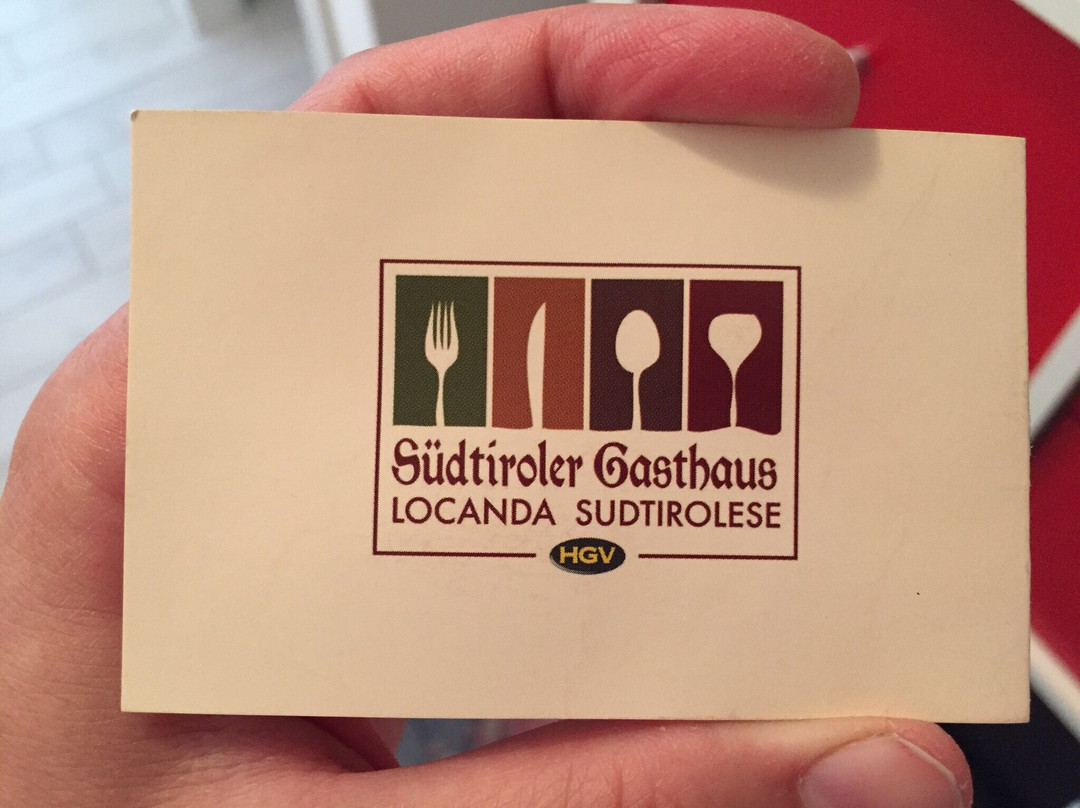 Südtiroler Gasthaus
LOCANDA SUDTIROLESE
HGV